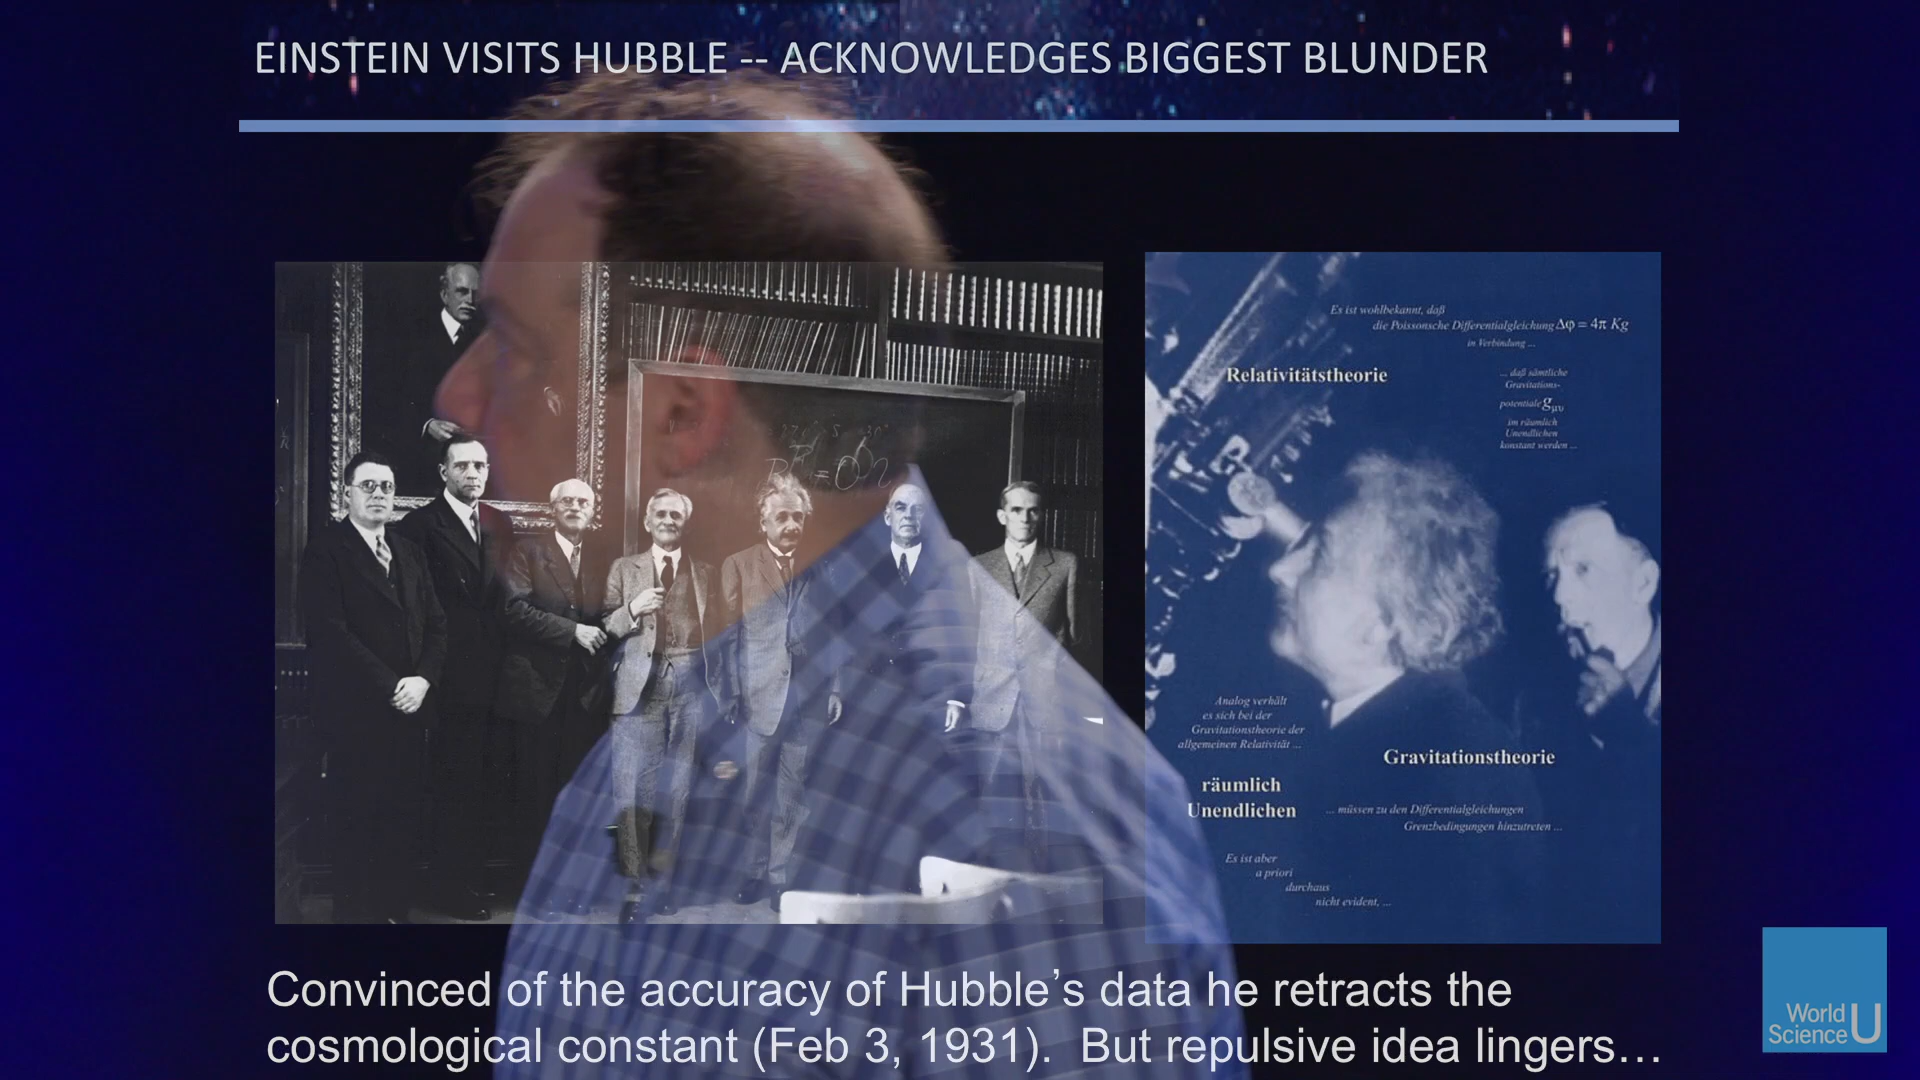 EINSTEIN VISITS HUBBLE -- ACKNOWLEDGES BIGGEST BLUNDER
Es ist wohlbekannt, daß
die Poissonsche Differentialgleichung Δφ = 4π Kg
in Verbindung ...
Relativitätstheorie
... daß sämtliche
Gravitations-
potentiale gμυ
im räumlich
Unendlichen
konstant werden ...
Analog verhält
es sich bei der
Gravitationstheorie der
allgemeinen Relativität ...
Gravitationstheorie
räumlich
Unendlichen
... müssen zu den Differentialgleichungen
Grenzbedingungen hinzutreten ...
Es ist aber
a priori
durchaus
nicht evident, ...
Convinced of the accuracy of Hubble’s data he retracts the
cosmological constant (Feb 3, 1931).  But repulsive idea lingers…
World
Science U